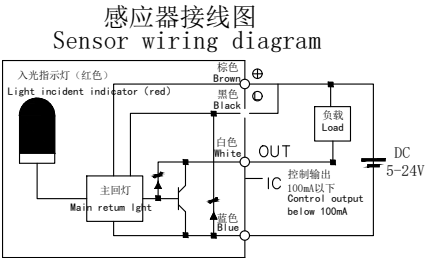 感应器接线图
Sensor wiring diagram
入光指示灯（红色）
Light incident indicator (red)
棕色
Brown
黑色
Black
白色
White
OUT
负载
Load
DC
5-24V
IC
控制输出
100mA以下
Control output
below 100mA
主回灯
Main retum lght
蓝色
Blue